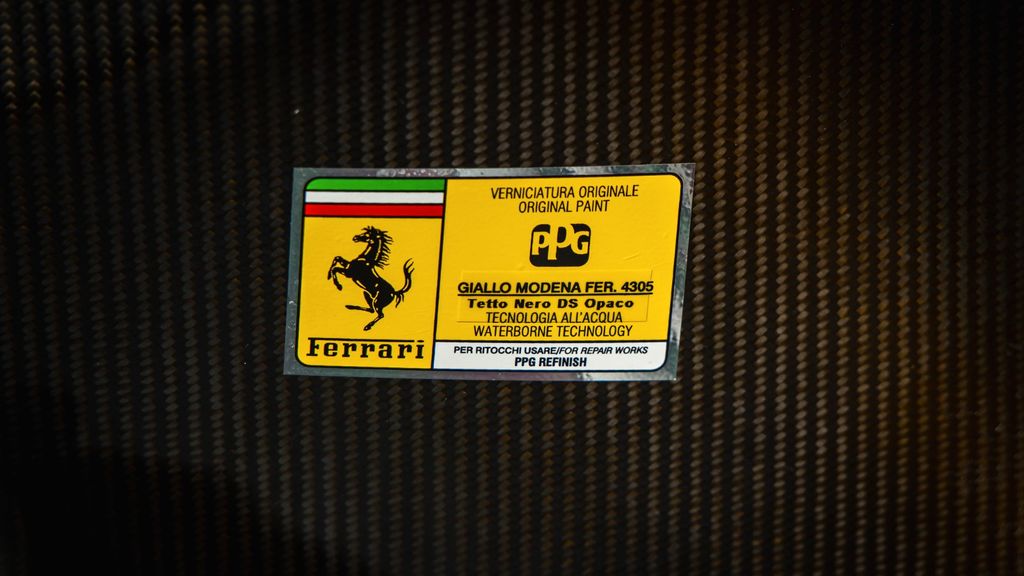 VERNICIATURA ORIGINALE
ORIGINAL PAINT
PPG
GIALLO MODENA FER. 4305
Tetto Nero DS Opaco
TECNOLOGIA ALL'ACQUA
WATERBORNE TECHNOLOGY
Ferrari
PER RITOCCHI USARE/FOR REPAIR WORKS
PPG REFINISH